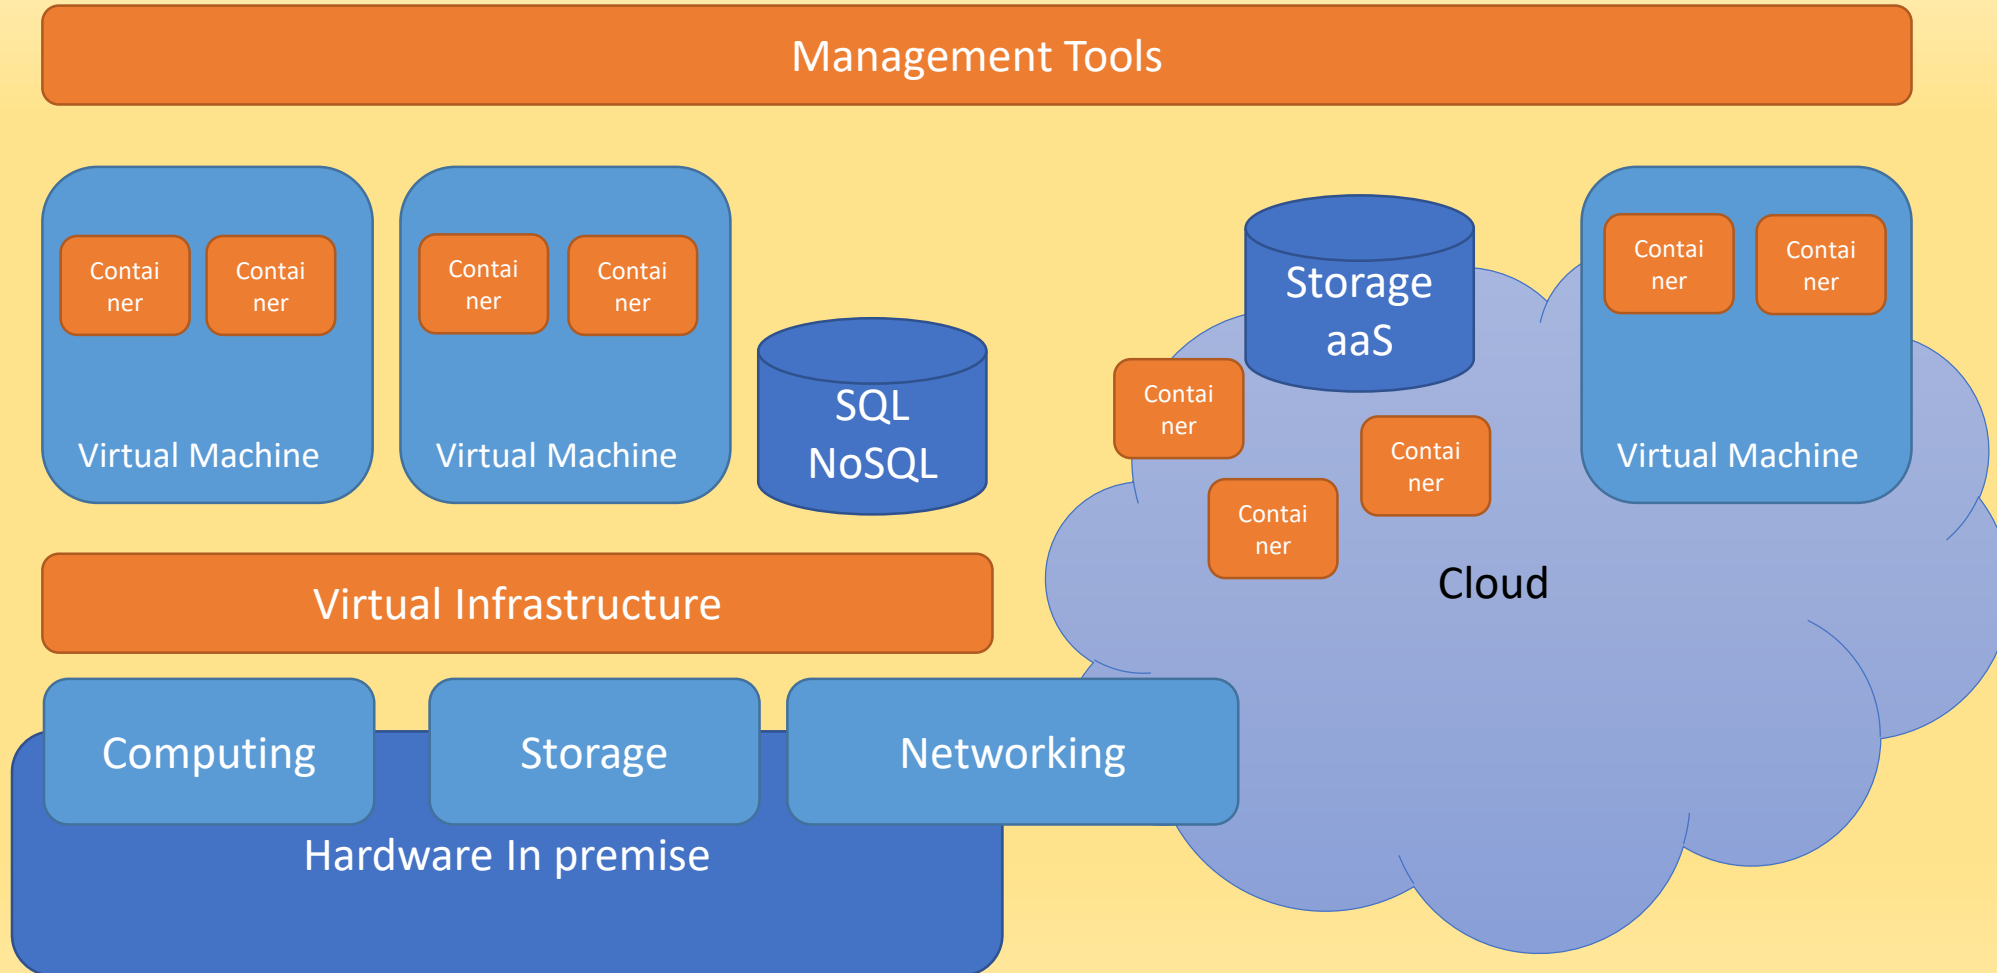 Management Tools
Contai
ner
Contai
ner
Virtual Machine
Contai
ner
Contai
ner
Virtual Machine
SQL
NoSQL
Storage
aaS
Contai
ner
Contai
ner
Contai
ner
Contai
ner
Contai
ner
Virtual Machine
Cloud
Virtual Infrastructure
Computing
Storage
Networking
Hardware In premise